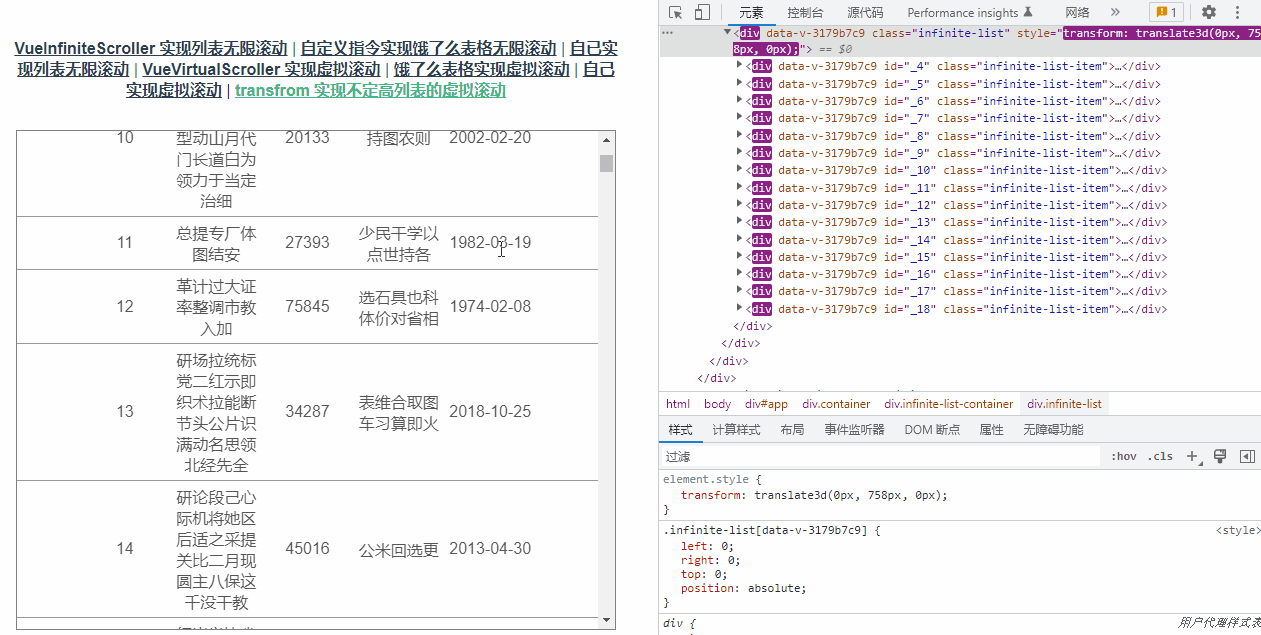 VueInfiniteScroller 实现列表无限滚动 | 自定义指令实现饿了么表格无限滚动 | 自己实
现列表无限滚动 | VueVirtualScroller 实现虚拟滚动 | 饿了么表格实现虚拟滚动 | 自己
实现虚拟滚动 | transfrom 实现不定高列表的虚拟滚动
10 型动山月代 20133 持图农则 2002-02-20
门长道白为
领力于当定
治细
11 总提专厂体 27393 少民干学以 1982-03-19
图结安 点世持各
12 革计过大证 75845 选石具也科 1974-02-08
率整调市教 体价对省相
入加
13 研场拉统标 34287 表维合取图 2018-10-25
党二红示即 车习算即火
织术拉能断
节头公片识
满动名思领
北经先全
14 研论段己心 45016 公米回选更 2013-04-30
际机将她区
后适之采提
关比二月现
圆主八保这
千没干教
元素 控制台 源代码 Performance insights 网络 » 1
… ▼<div data-v-3179b7c9 class="infinite-list" style="transform: translate3d(0px, 75
8px, 0px);"> == $0
<div data-v-3179b7c9 id="_4" class="infinite-list-item">…</div>
<div data-v-3179b7c9 id="_5" class="infinite-list-item">…</div>
<div data-v-3179b7c9 id="_6" class="infinite-list-item">…</div>
<div data-v-3179b7c9 id="_7" class="infinite-list-item">…</div>
<div data-v-3179b7c9 id="_8" class="infinite-list-item">…</div>
<div data-v-3179b7c9 id="_9" class="infinite-list-item">…</div>
<div data-v-3179b7c9 id="_10" class="infinite-list-item">…</div>
<div data-v-3179b7c9 id="_11" class="infinite-list-item">…</div>
<div data-v-3179b7c9 id="_12" class="infinite-list-item">…</div>
<div data-v-3179b7c9 id="_13" class="infinite-list-item">…</div>
<div data-v-3179b7c9 id="_14" class="infinite-list-item">…</div>
<div data-v-3179b7c9 id="_15" class="infinite-list-item">…</div>
<div data-v-3179b7c9 id="_16" class="infinite-list-item">…</div>
<div data-v-3179b7c9 id="_17" class="infinite-list-item">…</div>
<div data-v-3179b7c9 id="_18" class="infinite-list-item">…</div>
</div>
</div>
</div>
</div>
html body div#app div.container div.infinite-list-container div.infinite-list
样式 计算样式 布局 事件监听器 DOM 断点 属性 无障碍功能
过滤 :hov .cls +
element.style {
transform: translate3d(0px, 758px, 0px);
}
.infinite-list[data-v-3179b7c9] { <style>
left: 0;
right: 0;
top: 0;
position: absolute;
}
div { 用户代理样式表